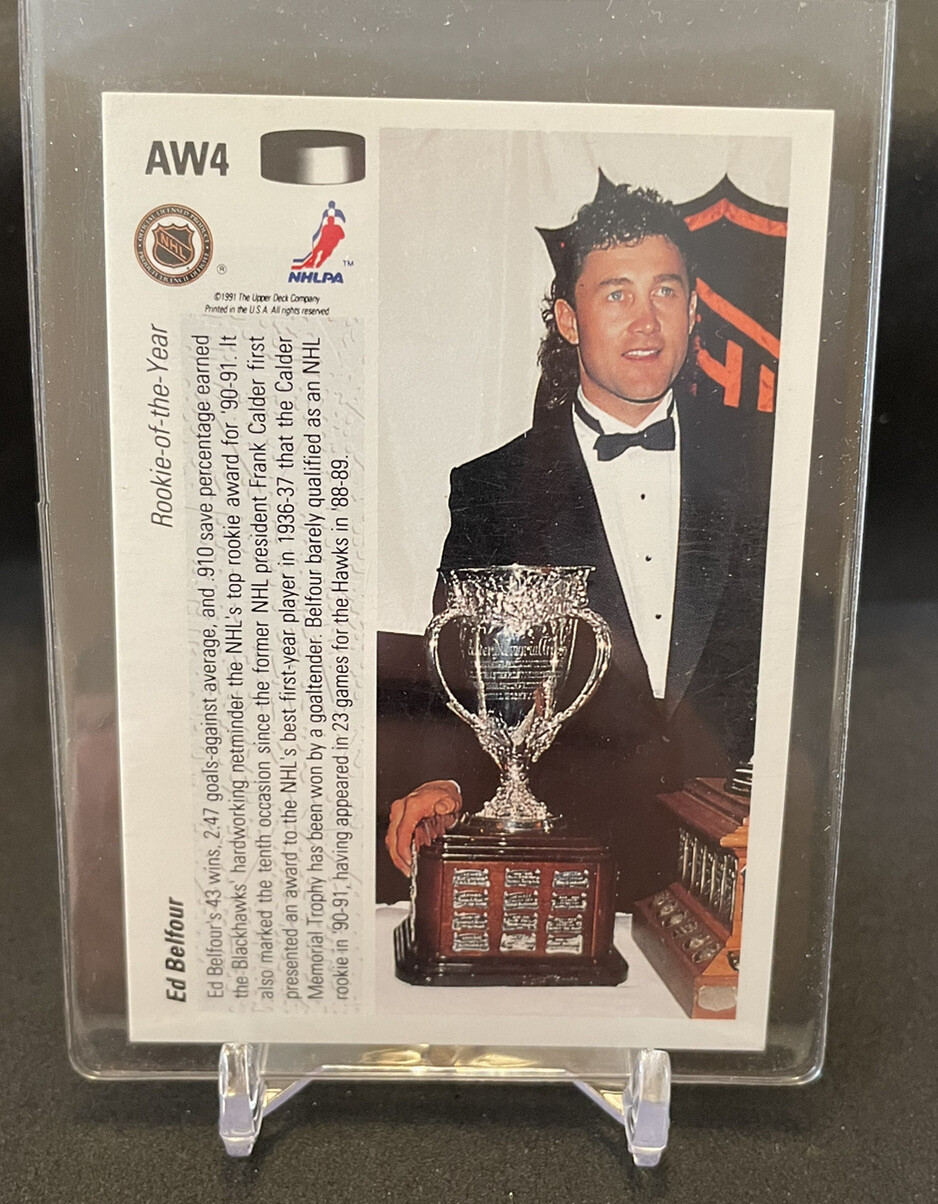 AW4
OFFICIAL LICENSED PRODUCT
NHL
®
NHLPA
™
©1991 The Upper Deck Company
Printed in the U.S.A. All rights reserved
Ed Belfour Rookie-of-the-Year
Ed Belfour's 43 wins, 2.47 goals-against average, and .910 save percentage earned
the Blackhawks' hardworking netminder the NHL's top rookie award for '90-91. It
also marked the tenth occasion since the former NHL president Frank Calder first
presented an award to the NHL's best first-year player in 1936-37 that the Calder
Memorial Trophy has been won by a goaltender. Belfour barely qualified as an NHL
rookie in '90-91, having appeared in 23 games for the Hawks in '88-89.